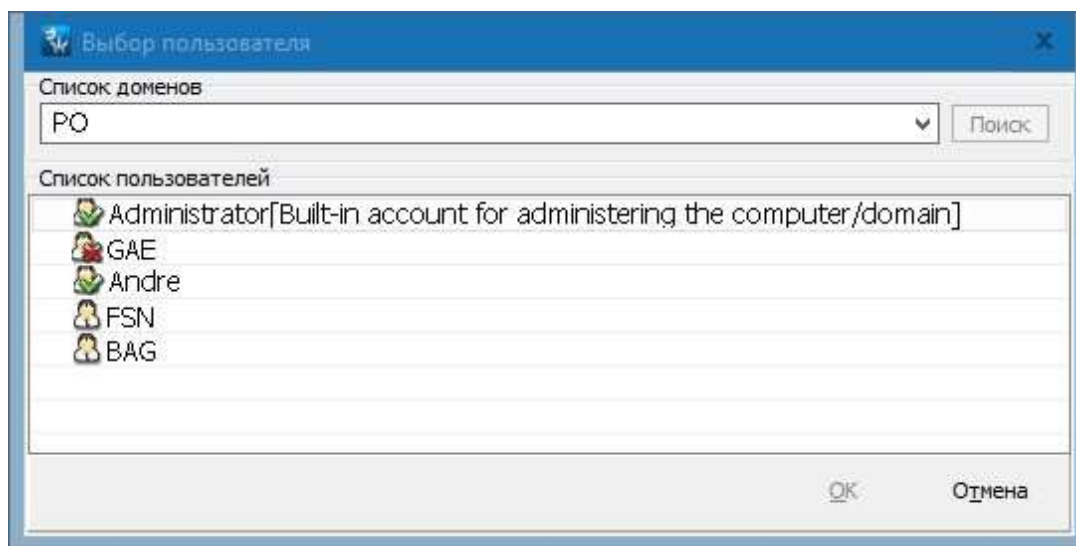 Выбор пользователя
Список доменов
PO
Поиск
Список пользователей
Administrator[Built-in account for administering the computer/domain]
GAE
Andre
FSN
BAG
OK
Отмена